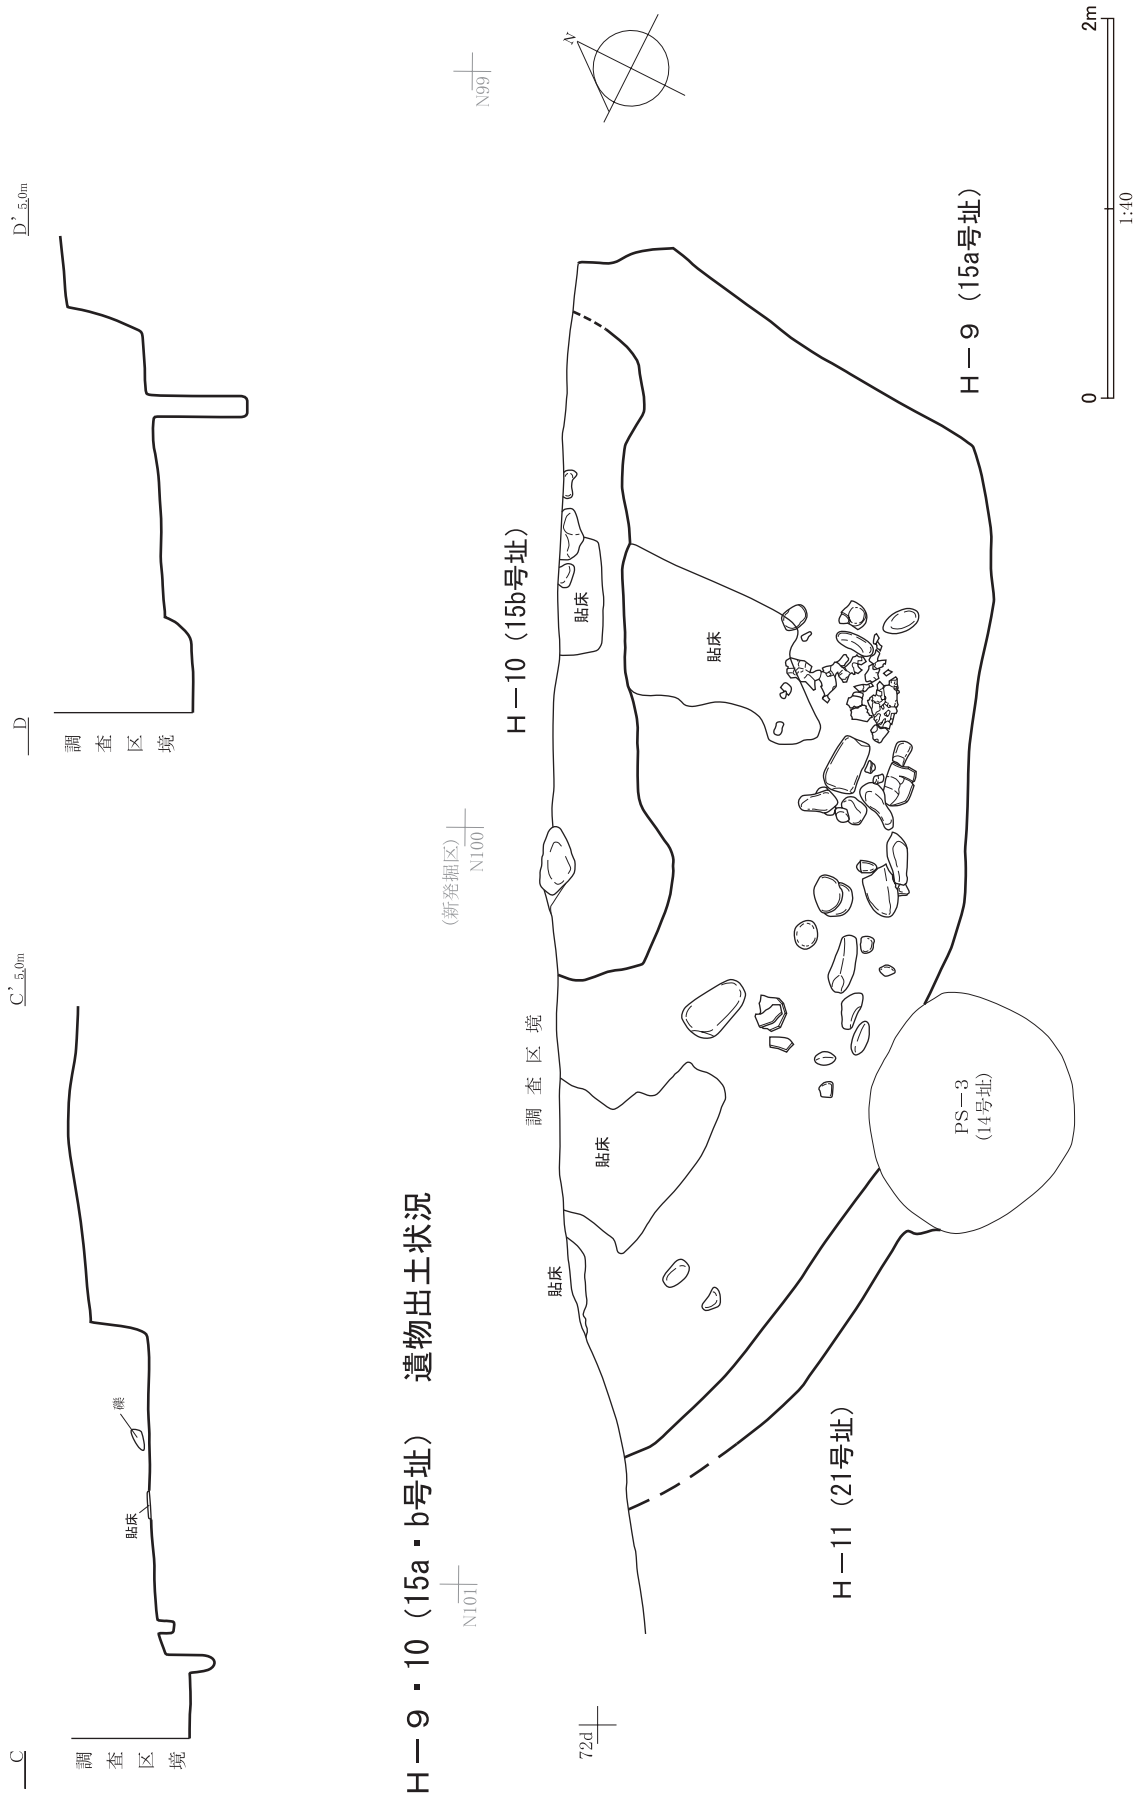 C
C’ 5.0m
調査区境
貼床
礫
D
D’ 5.0m
調査区境
H－9・10（15a・b号址）　遺物出土状況
N101
（新発掘区）
N100
N99
N
72d
調査区境
H－10（15b号址）
貼床
貼床
貼床
貼床
PS－3
（14号址）
H－11（21号址）
H－9（15a号址）
0
2m
1:40